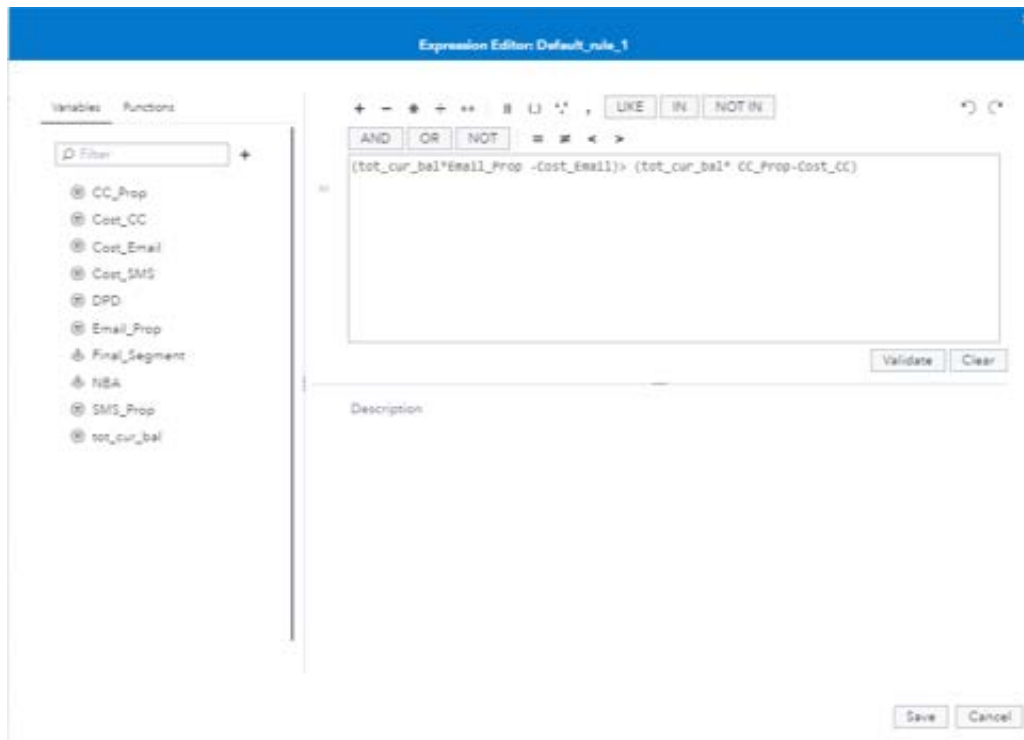 Expression Editor: Default_rule_1
Variables Functions
+ - * ÷ ** || () "," , LIKE IN NOT IN
AND OR NOT = ≠ < >
Filter +
(tot_cur_bal*Email_Prop -Cost_Email)> (tot_cur_bal* CC_Prop-Cost_CC)
CC_Prop
Cost_CC
Cost_Email
Cost_SMS
DPD
Email_Prop
Final_Segment
NBA
SMS_Prop
tot_cur_bal
Validate Clear
Description
Save Cancel